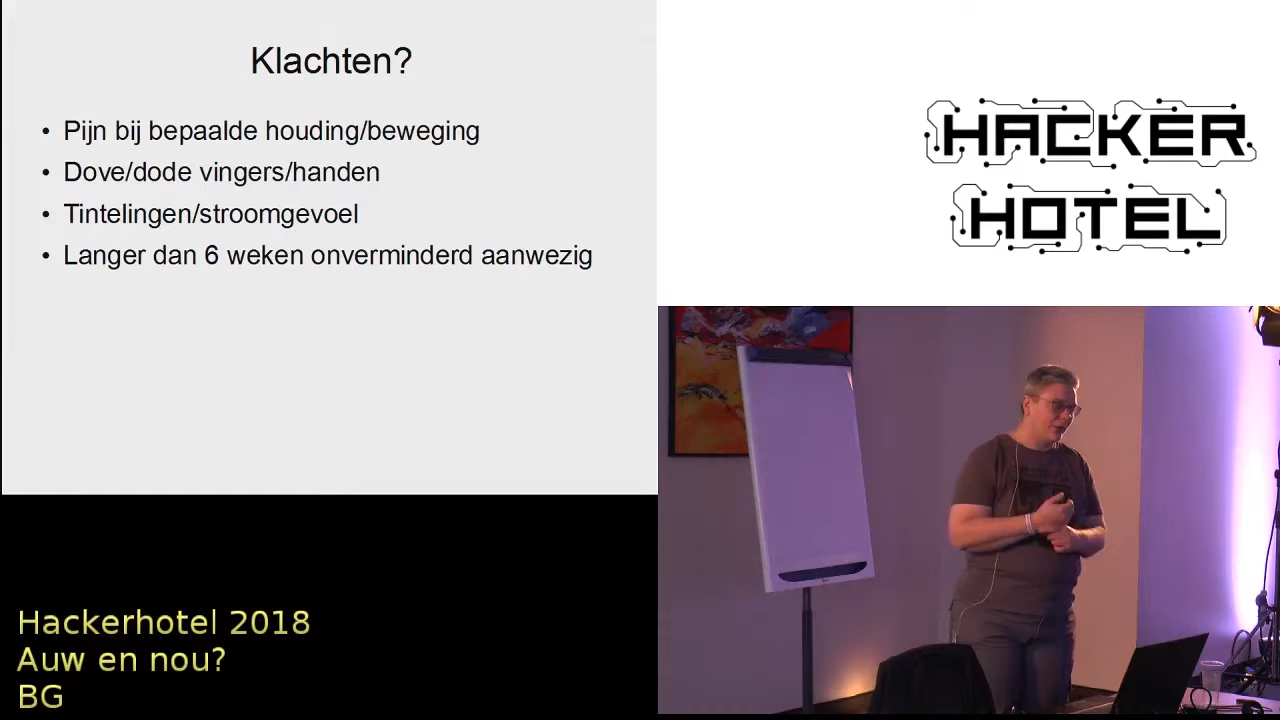 Klachten?
• Pijn bij bepaalde houding/beweging
• Dove/dode vingers/handen
• Tintelingen/stroomgevoel
• Langer dan 6 weken onverminderd aanwezig
HACKER
HOTEL
Hackerhotel 2018
Auw en nou?
BG